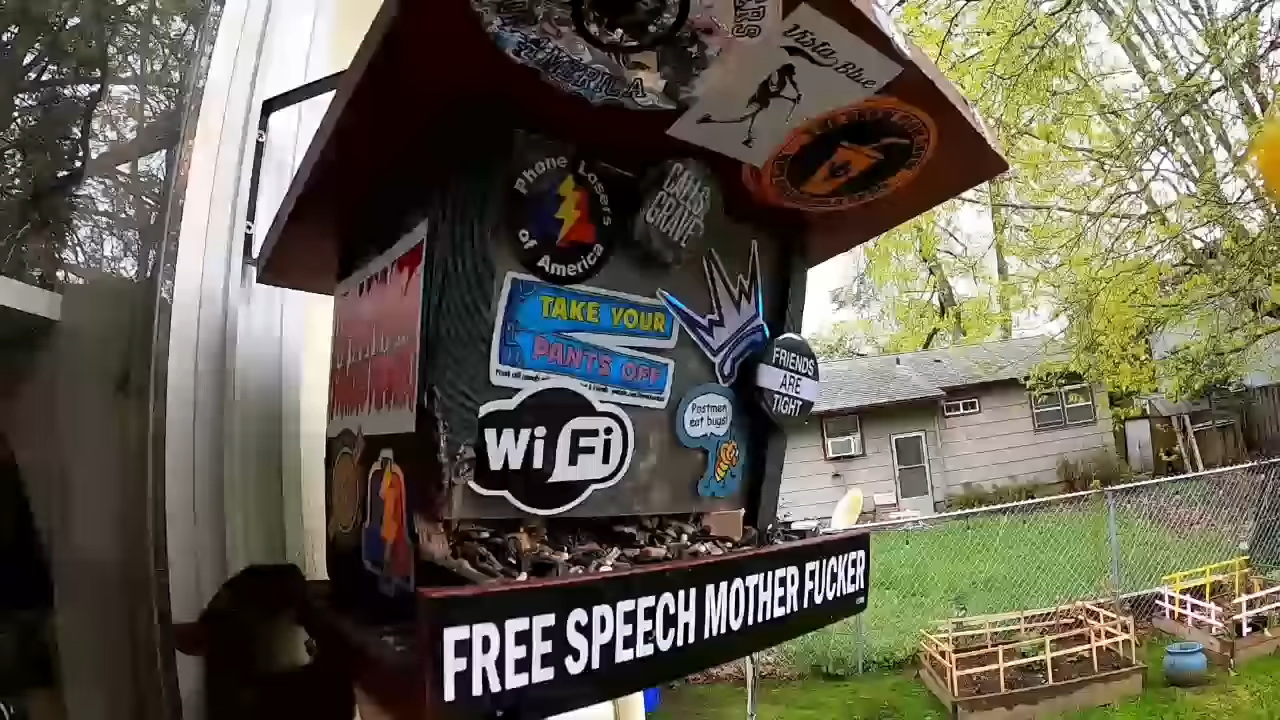 AMERICA
Vista Blue
Phone Losers
of America
CALLS
GRAVE
TAKE YOUR
PANTS OFF
FRIENDS
ARE
TIGHT
Postmen
eat bugs!
WiFi
FREE SPEECH MOTHER FUCKER